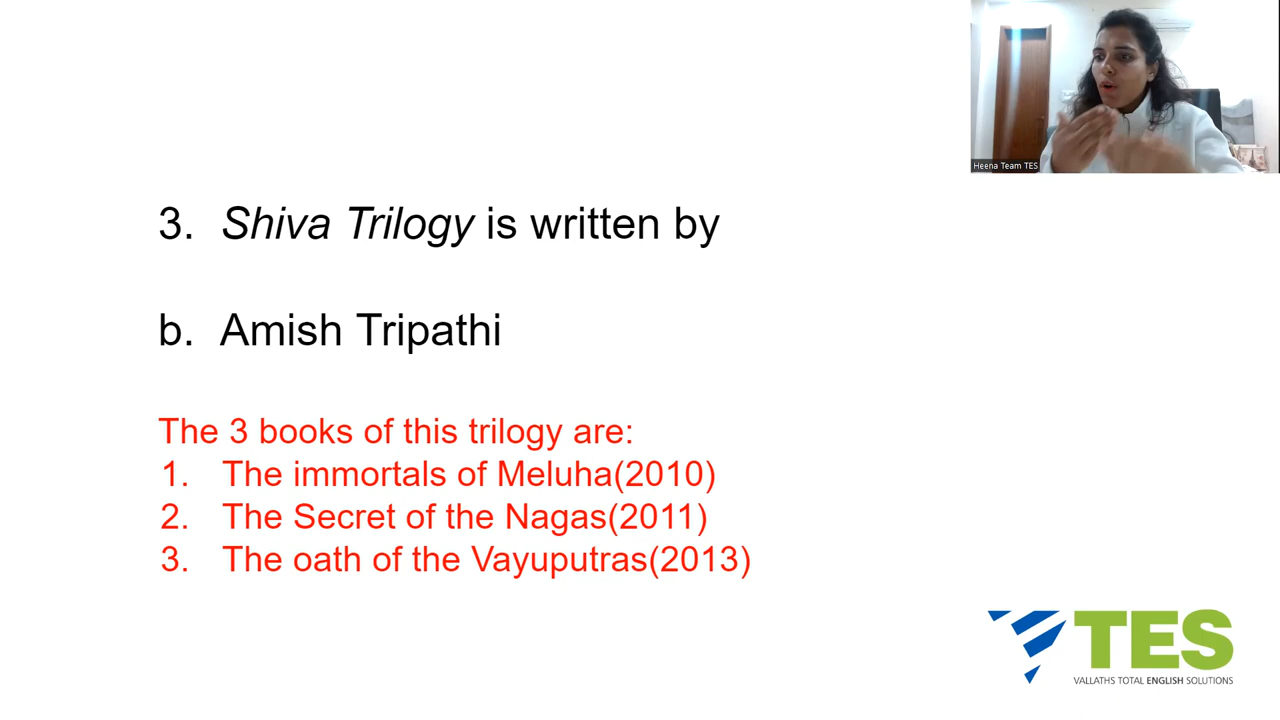 Heena Team TES
3. Shiva Trilogy is written by
b. Amish Tripathi
The 3 books of this trilogy are:
1. The immortals of Meluha(2010)
2. The Secret of the Nagas(2011)
3. The oath of the Vayuputras(2013)
TES
VALLATHS TOTAL ENGLISH SOLUTIONS